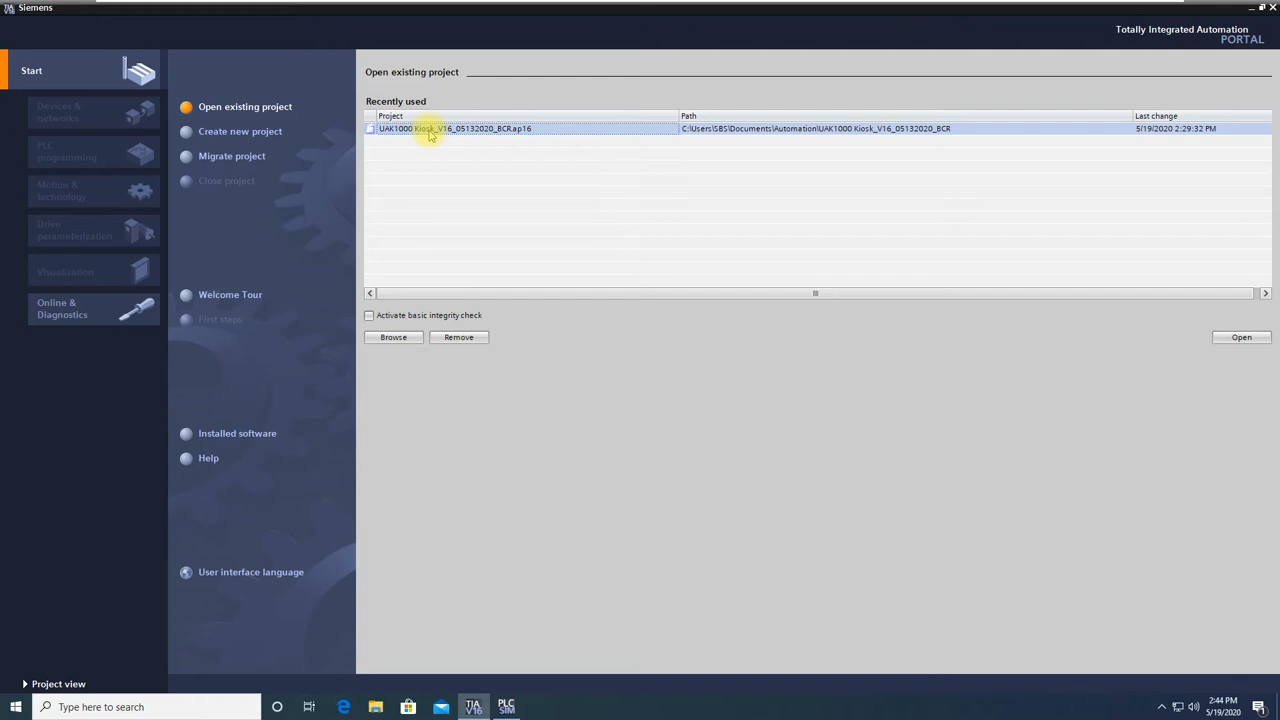 Siemens
Totally Integrated Automation
PORTAL
Start
Devices &
networks
PLC
programming
Motion &
technology
Drive
parameterization
Visualization
Online &
Diagnostics
Open existing project
Create new project
Migrate project
Close project
Welcome Tour
First steps
Installed software
Help
User interface language
Open existing project
Recently used
Project Path Last change
UAK1000 Kiosk_V16_05132020_BCR.ap16 C:\Users\SBS\Documents\Automation\UAK1000 Kiosk_V16_05132020_BCR 5/19/2020 2:29:32 PM
Activate basic integrity check
Browse Remove Open
Project view
Type here to search
TIA
V16
PLC
SIM
2:44 PM
5/19/2020
1